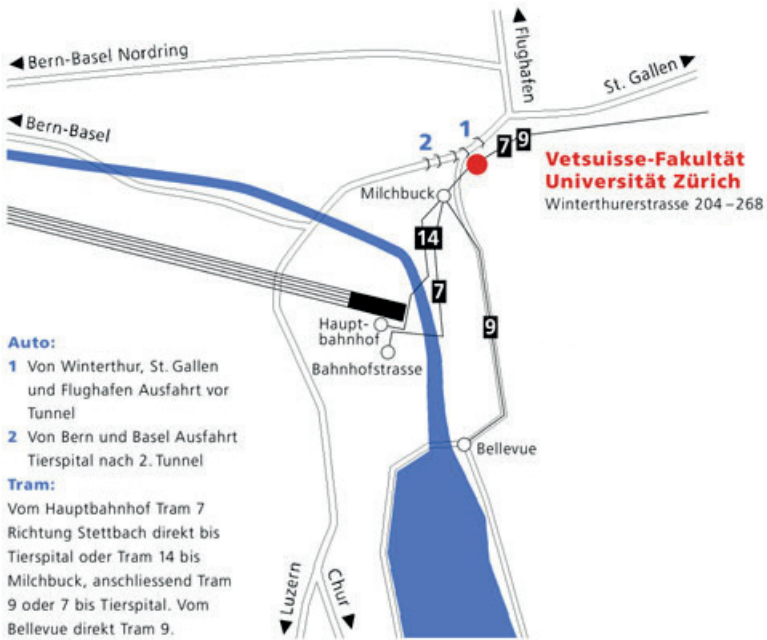 Bern-Basel Nordring
Flughafen
St. Gallen
Bern-Basel
2
1
7
9
Vetsuisse-Fakultät
Universität Zürich
Winterthurerstrasse 204–268
Milchbuck
14
7
9
Haupt-
bahnhof
Bahnhofstrasse
Bellevue
Auto:
1 Von Winterthur, St. Gallen
und Flughafen Ausfahrt vor
Tunnel
2 Von Bern und Basel Ausfahrt
Tierspital nach 2. Tunnel
Tram:
Vom Hauptbahnhof Tram 7
Richtung Stettbach direkt bis
Tierspital oder Tram 14 bis
Milchbuck, anschliessend Tram
9 oder 7 bis Tierspital. Vom
Bellevue direkt Tram 9.
Luzern
Chur